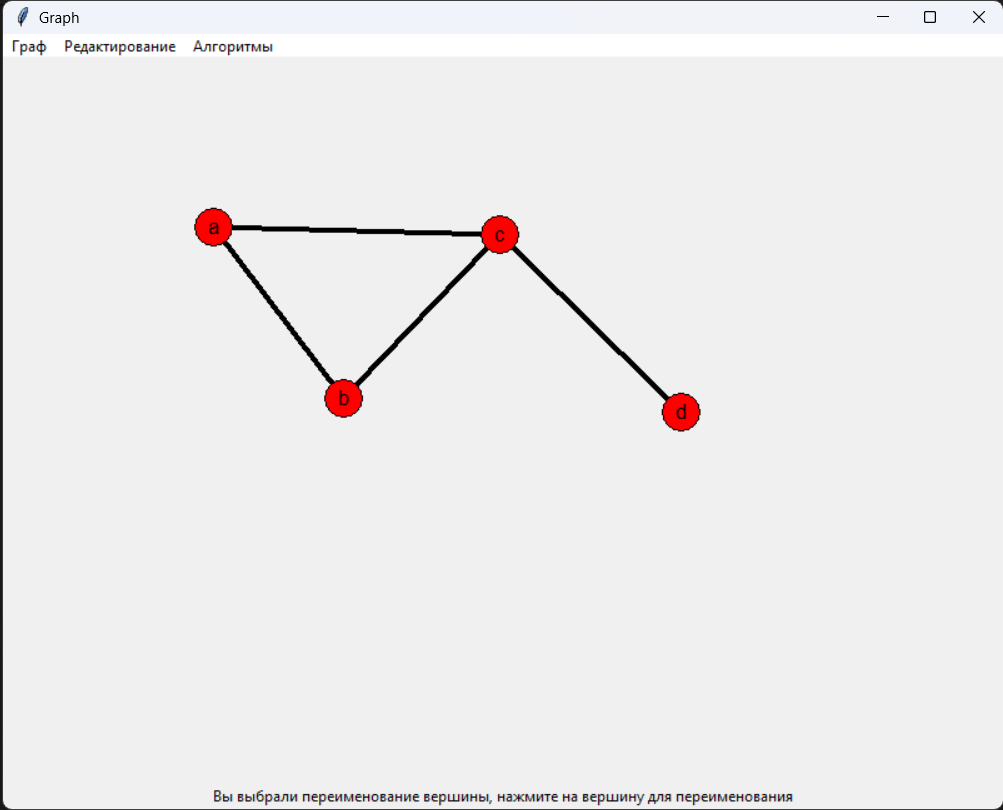 Graph
Граф Редактирование Алгоритмы
a
c
b
d
Вы выбрали переименование вершины, нажмите на вершину для переименования